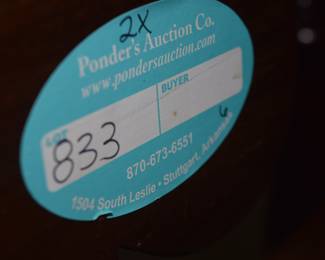 2X
Ponder's Auction Co.
www.pondersauction.com
LOT BUYER
833 6
870-673-6551
1504 South Leslie • Stuttgart, Arkansas